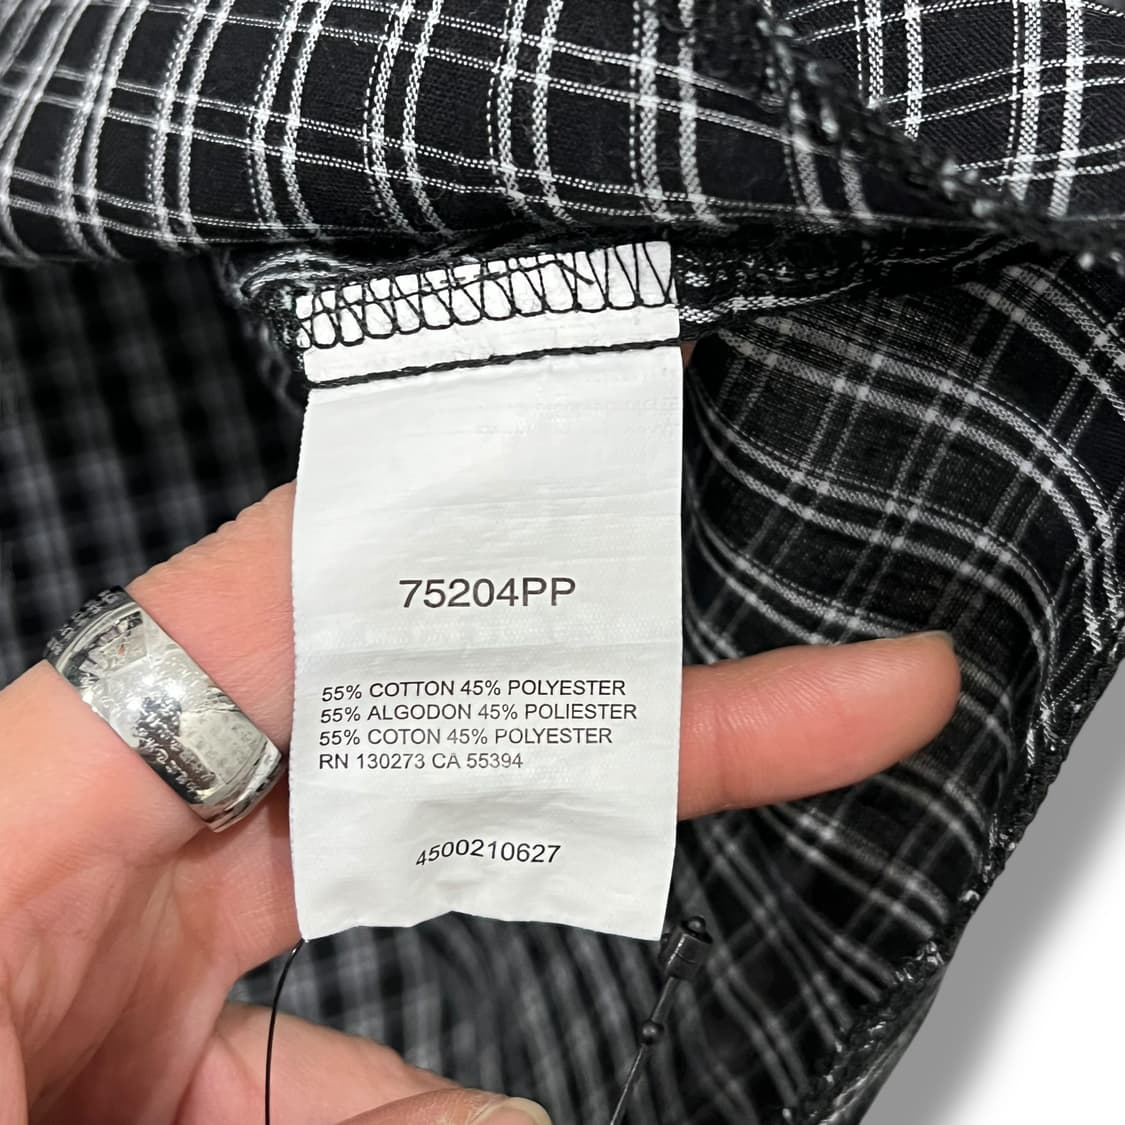 75204PP
55% COTTON 45% POLYESTER
55% ALGODON 45% POLIESTER
55% COTON 45% POLYESTER
RN 130273 CA 55394
4500210627